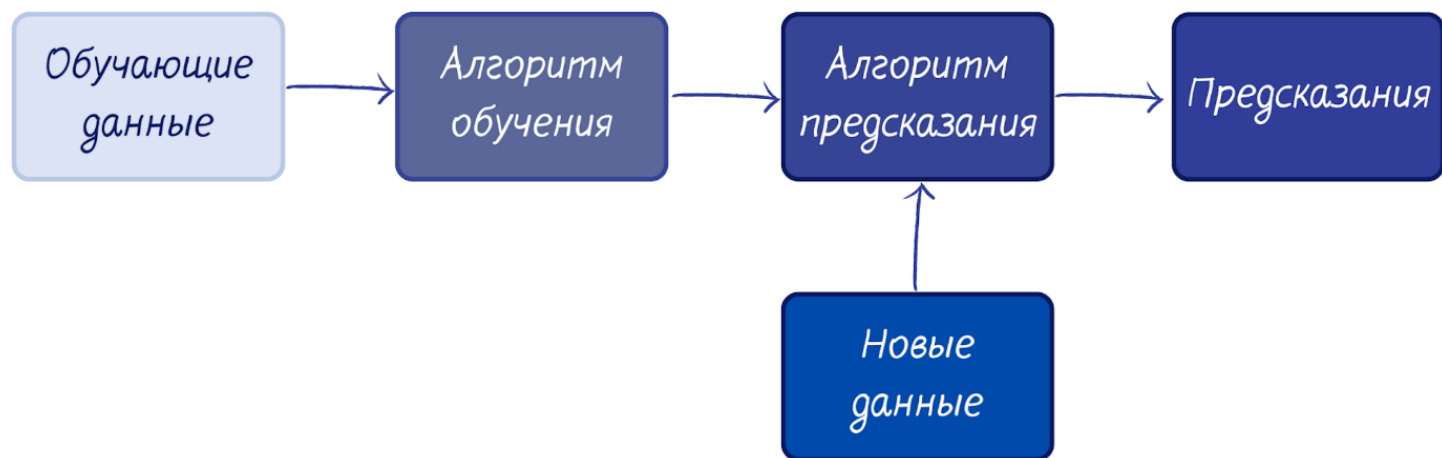 Обучающие
данные
Алгоритм
обучения
Алгоритм
предсказания
Предсказания
Новые
данные